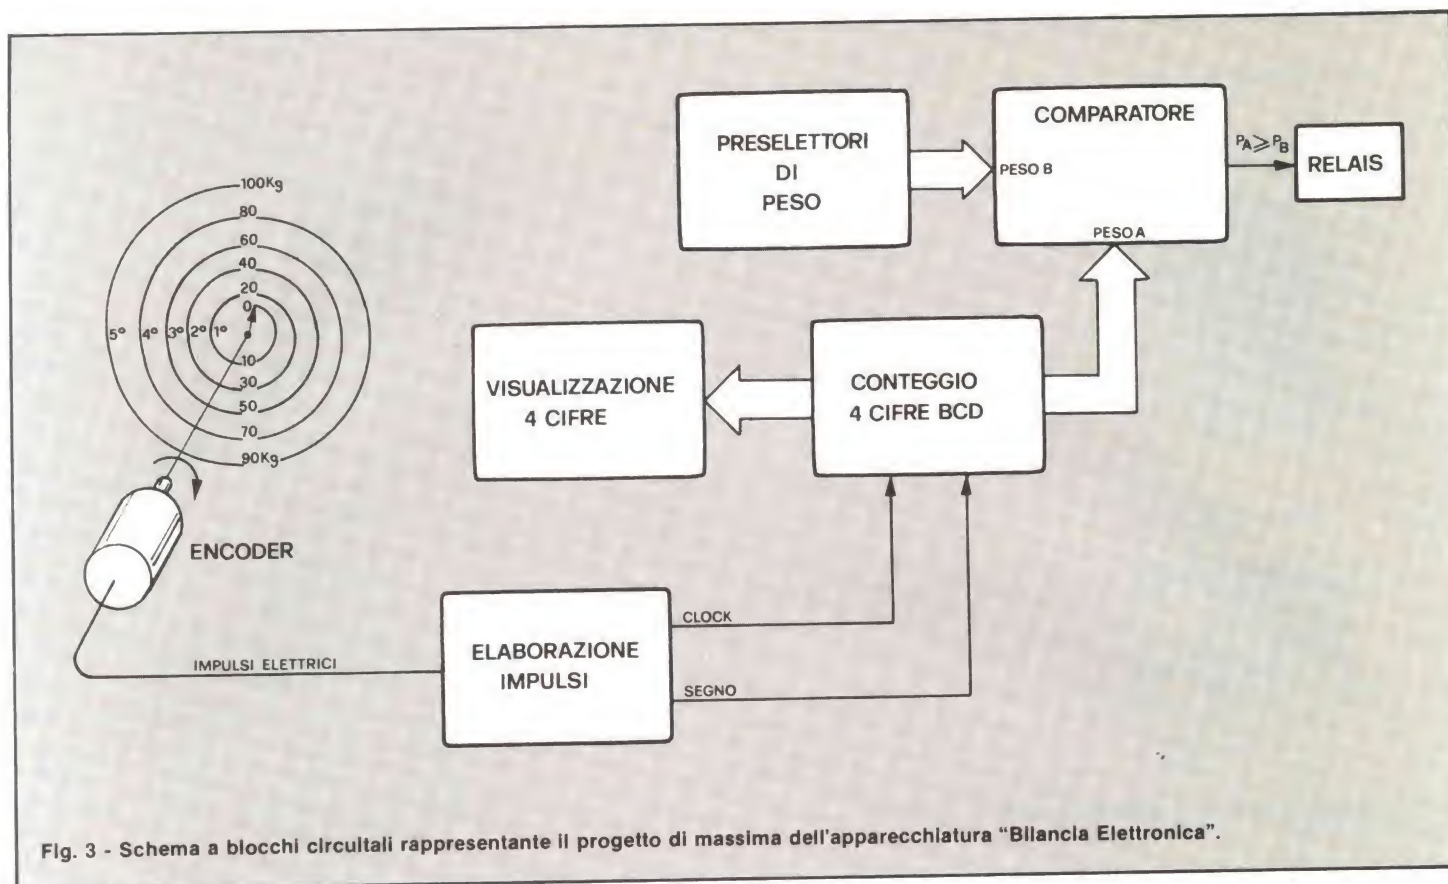 PRESELETTORI
DI
PESO
COMPARATORE
PESO B
PESO A
PA⩾PB
RELAIS
100Kg
80
60
40
20
0
5° 4° 3° 2° 1°
10
30
50
70
90Kg
VISUALIZZAZIONE
4 CIFRE
CONTEGGIO
4 CIFRE BCD
ENCODER
IMPULSI ELETTRICI
ELABORAZIONE
IMPULSI
CLOCK
SEGNO
Fig. 3 - Schema a blocchi circuitali rappresentante il progetto di massima dell'apparecchiatura "Bilancia Elettronica".